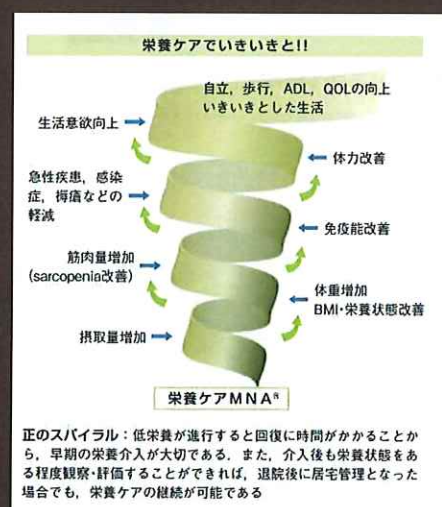 栄養ケアでいきいきと!!
自立，歩行，ADL，QOLの向上
いきいきとした生活
生活意欲向上
体力改善
急性疾患，感染
症，褥瘡などの
軽減
免疫能改善
筋肉量増加
(sarcopenia改善)
体重増加
BMI・栄養状態改善
摂取量増加
栄養ケアMNA®
正のスパイラル：低栄養が進行すると回復に時間がかかることか
ら，早期の栄養介入が大切である．また，介入後も栄養状態をあ
る程度観察・評価することができれば，退院後に居宅管理となった
場合でも，栄養ケアの継続が可能である